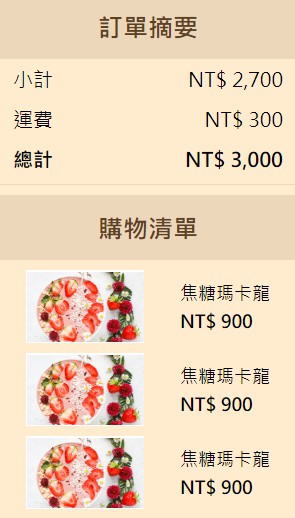 訂單摘要
小計 NT$ 2,700
運費 NT$ 300
總計 NT$ 3,000
購物清單
焦糖瑪卡龍
NT$ 900
焦糖瑪卡龍
NT$ 900
焦糖瑪卡龍
NT$ 900